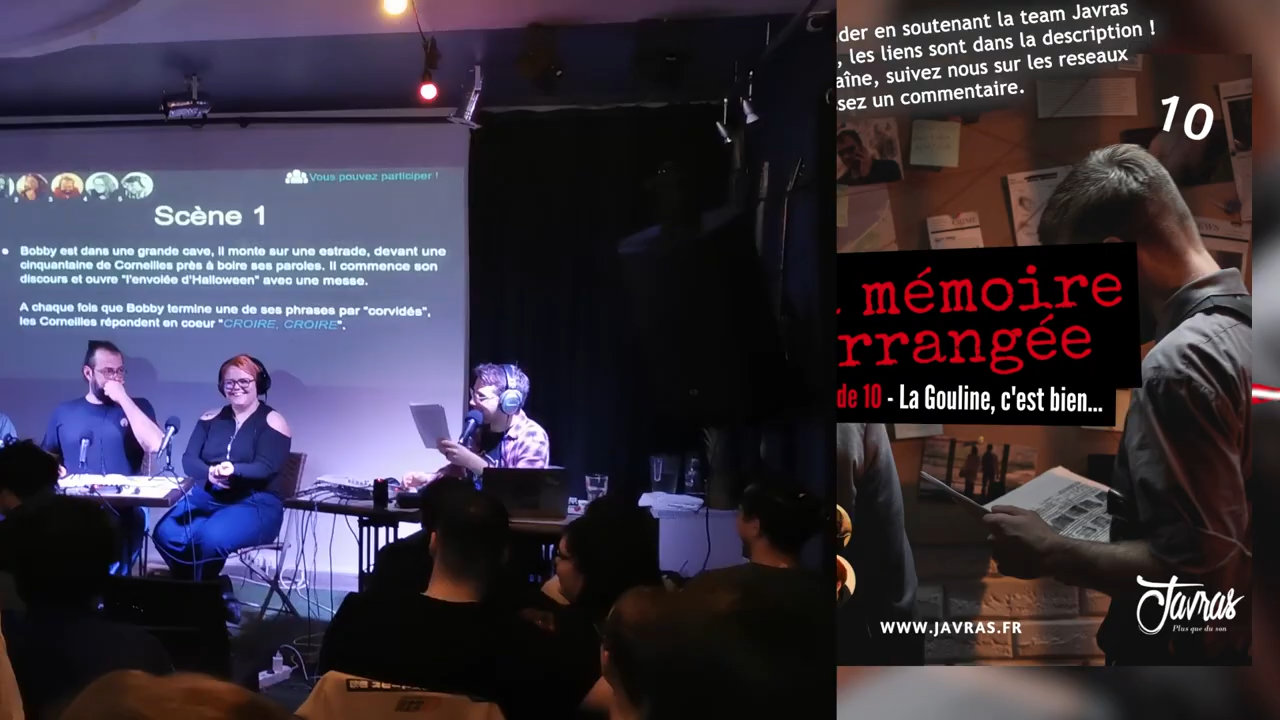 Vous pouvez participer !
Scène 1
Bobby est dans une grande cave, il monte sur une estrade, devant une
cinquantaine de Corneilles près à boire ses paroles. Il commence son
discours et ouvre "l'envolée d'Halloween" avec une messe.
A chaque fois que Bobby termine une de ses phrases par "corvidés",
les Corneilles répondent en coeur "CROIRE, CROIRE".
der en soutenant la team Javras
, les liens sont dans la description !
aîne, suivez nous sur les reseaux
sez un commentaire.
10
mémoire
rrangée
de 10 - La Gouline, c'est bien...
Javras
Plus que du son
WWW.JAVRAS.FR